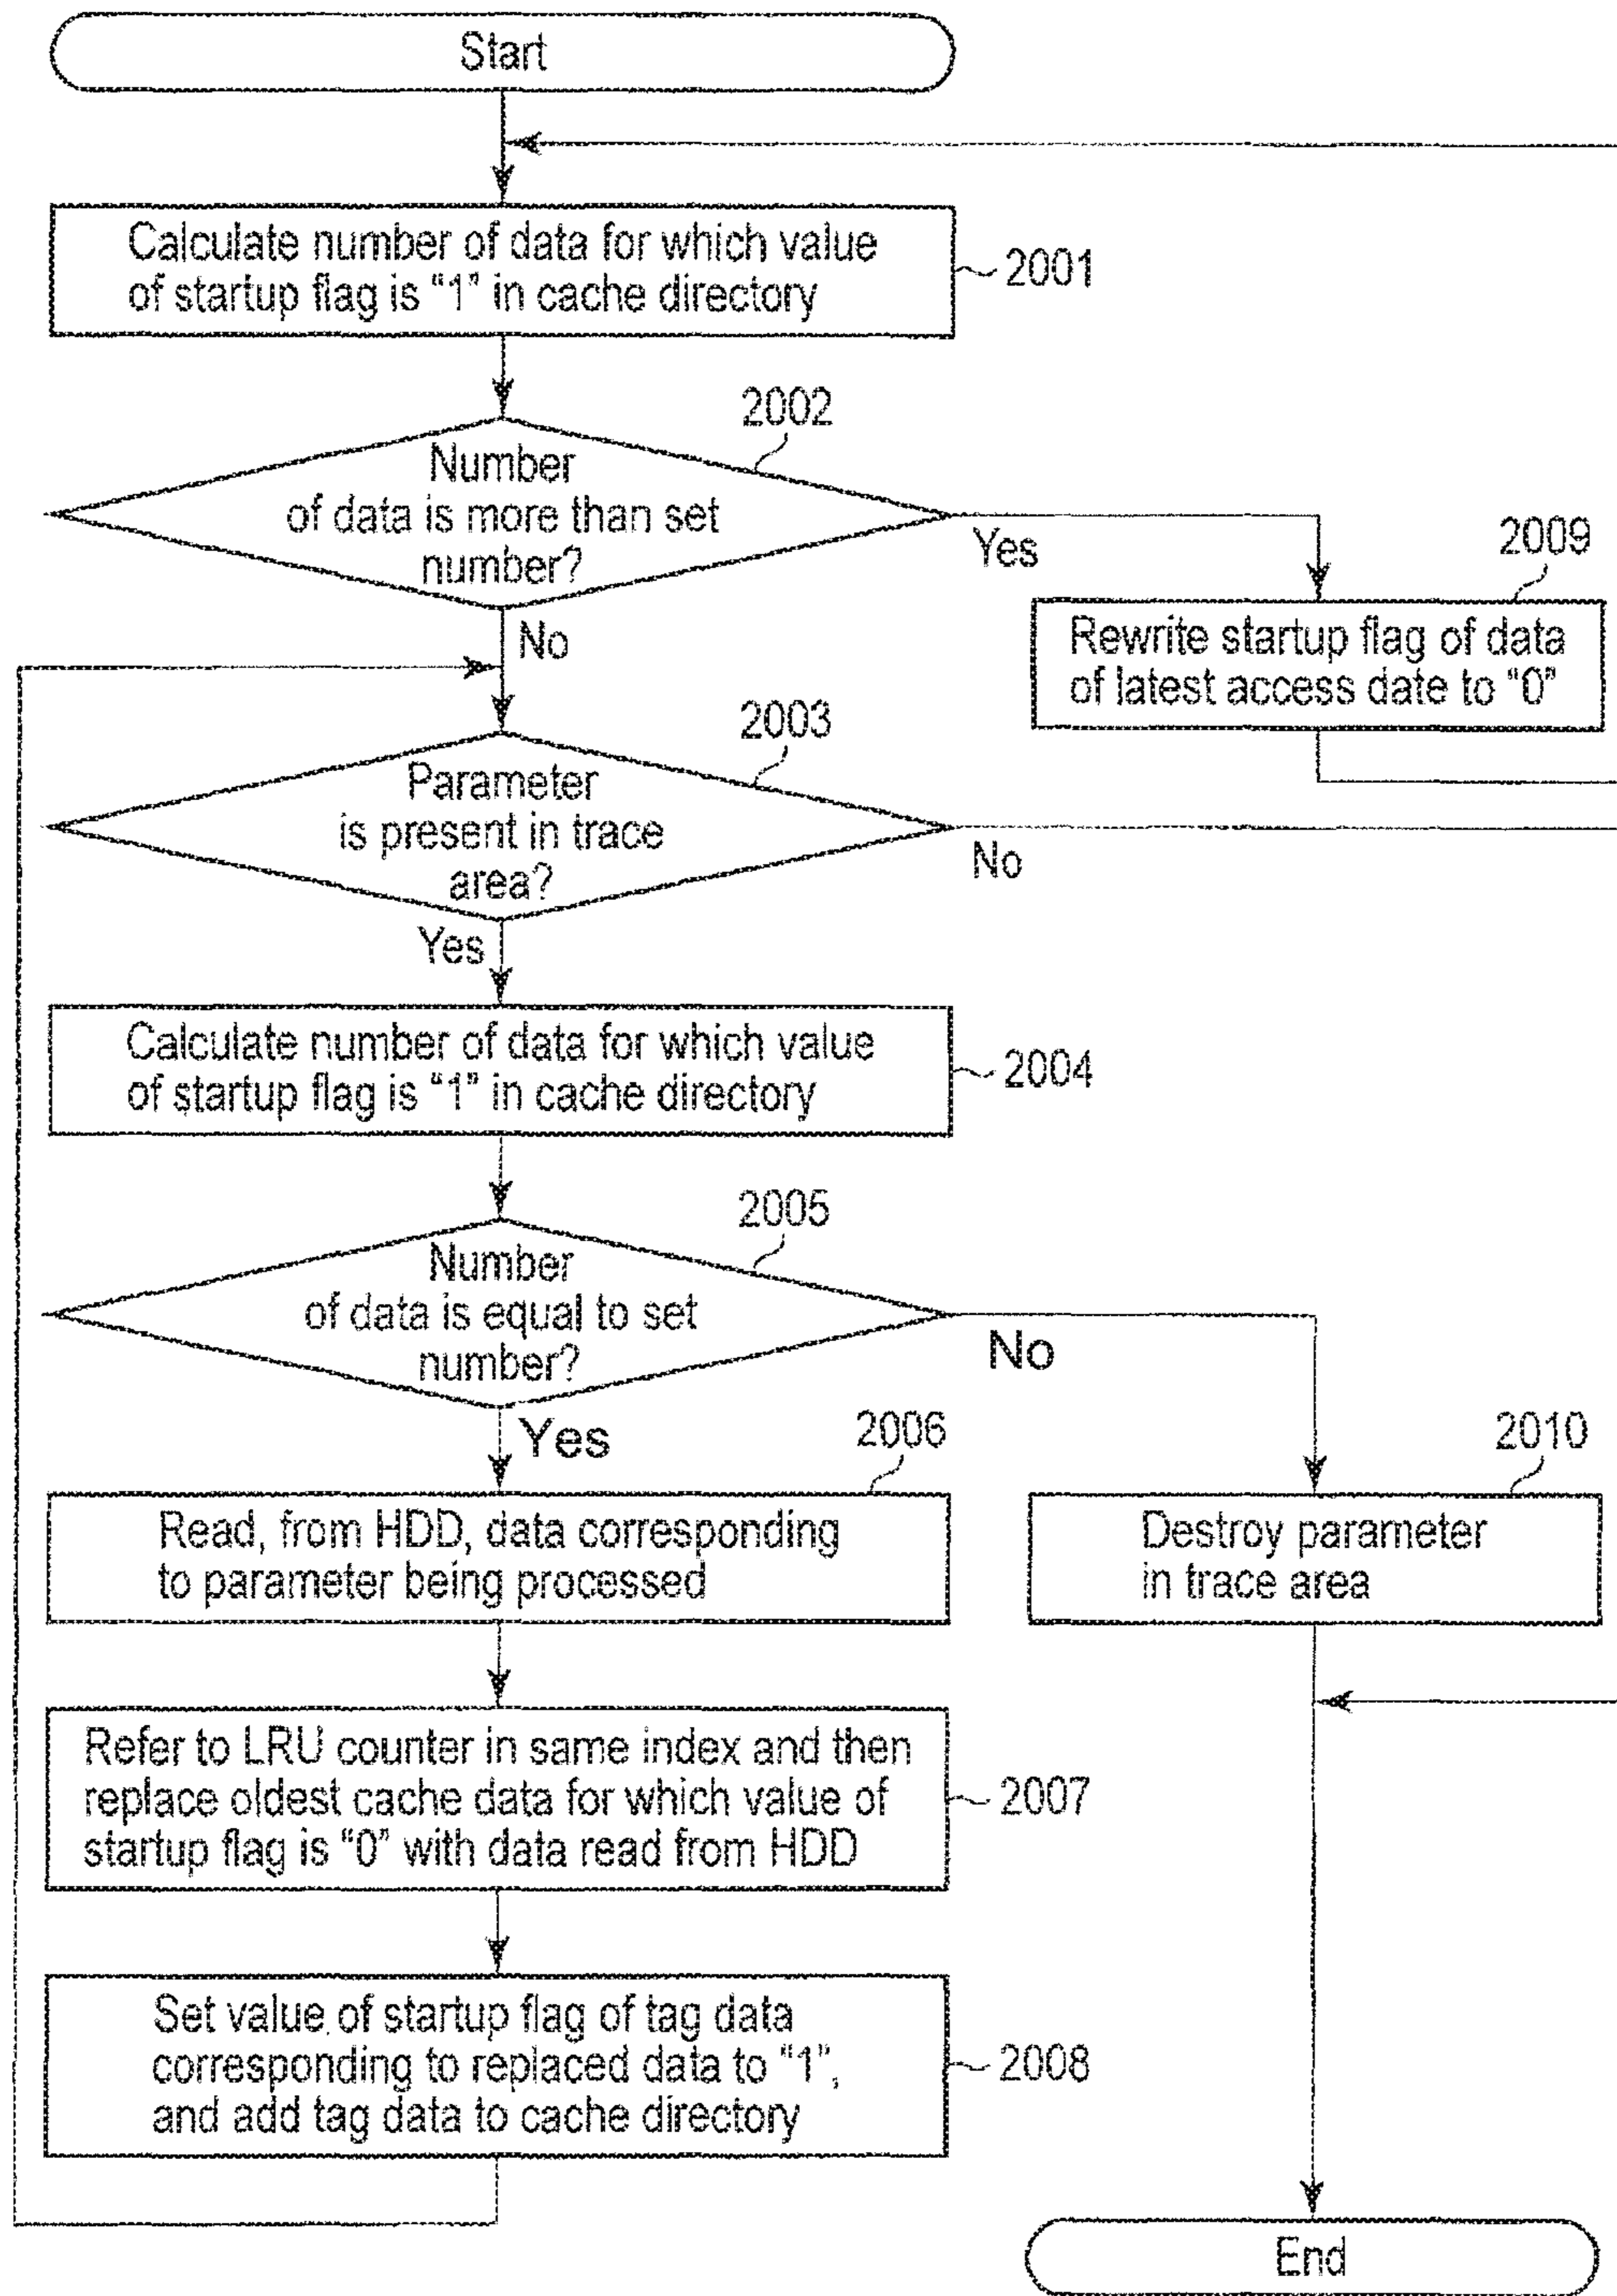 Start
Calculate number of data for which value
of startup flag is "1" in cache directory
2001
2002
Number
of data is more than set
number?
Yes
No
2009
Rewrite startup flag of data
of latest access date to "0"
2003
Parameter
is present in trace
area?
No
Yes
Calculate number of data for which value
of startup flag is "1" in cache directory
2004
2005
Number
of data is equal to set
number?
No
Yes
2006
Read, from HDD, data corresponding
to parameter being processed
2010
Destroy parameter
in trace area
Refer to LRU counter in same index and then
replace oldest cache data for which value of
startup flag is "0" with data read from HDD
2007
Set value of startup flag of tag data
corresponding to replaced data to "1",
and add tag data to cache directory
2008
End